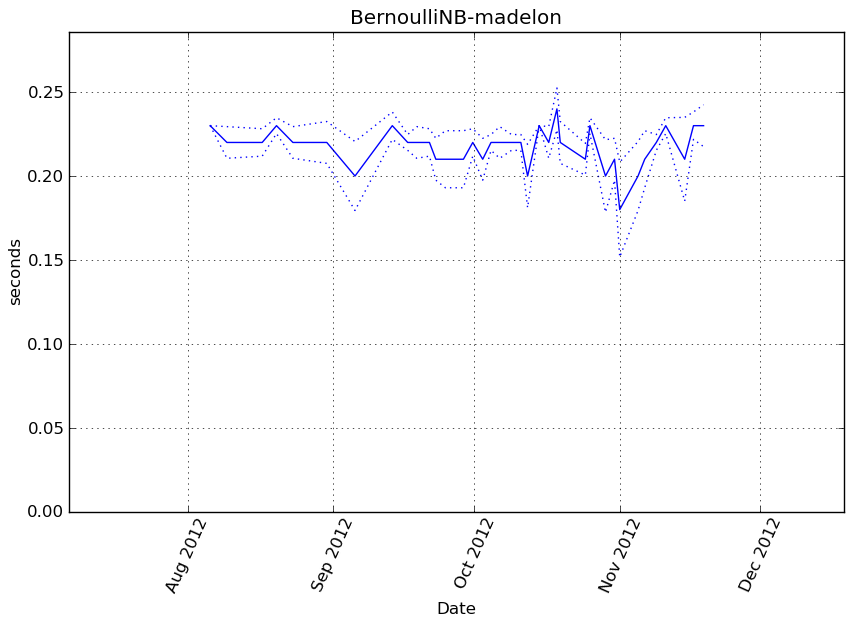 BernoulliNB-madelon
0.25
0.20
0.15
0.10
0.05
0.00
seconds
Aug 2012
Sep 2012
Oct 2012
Nov 2012
Dec 2012
Date